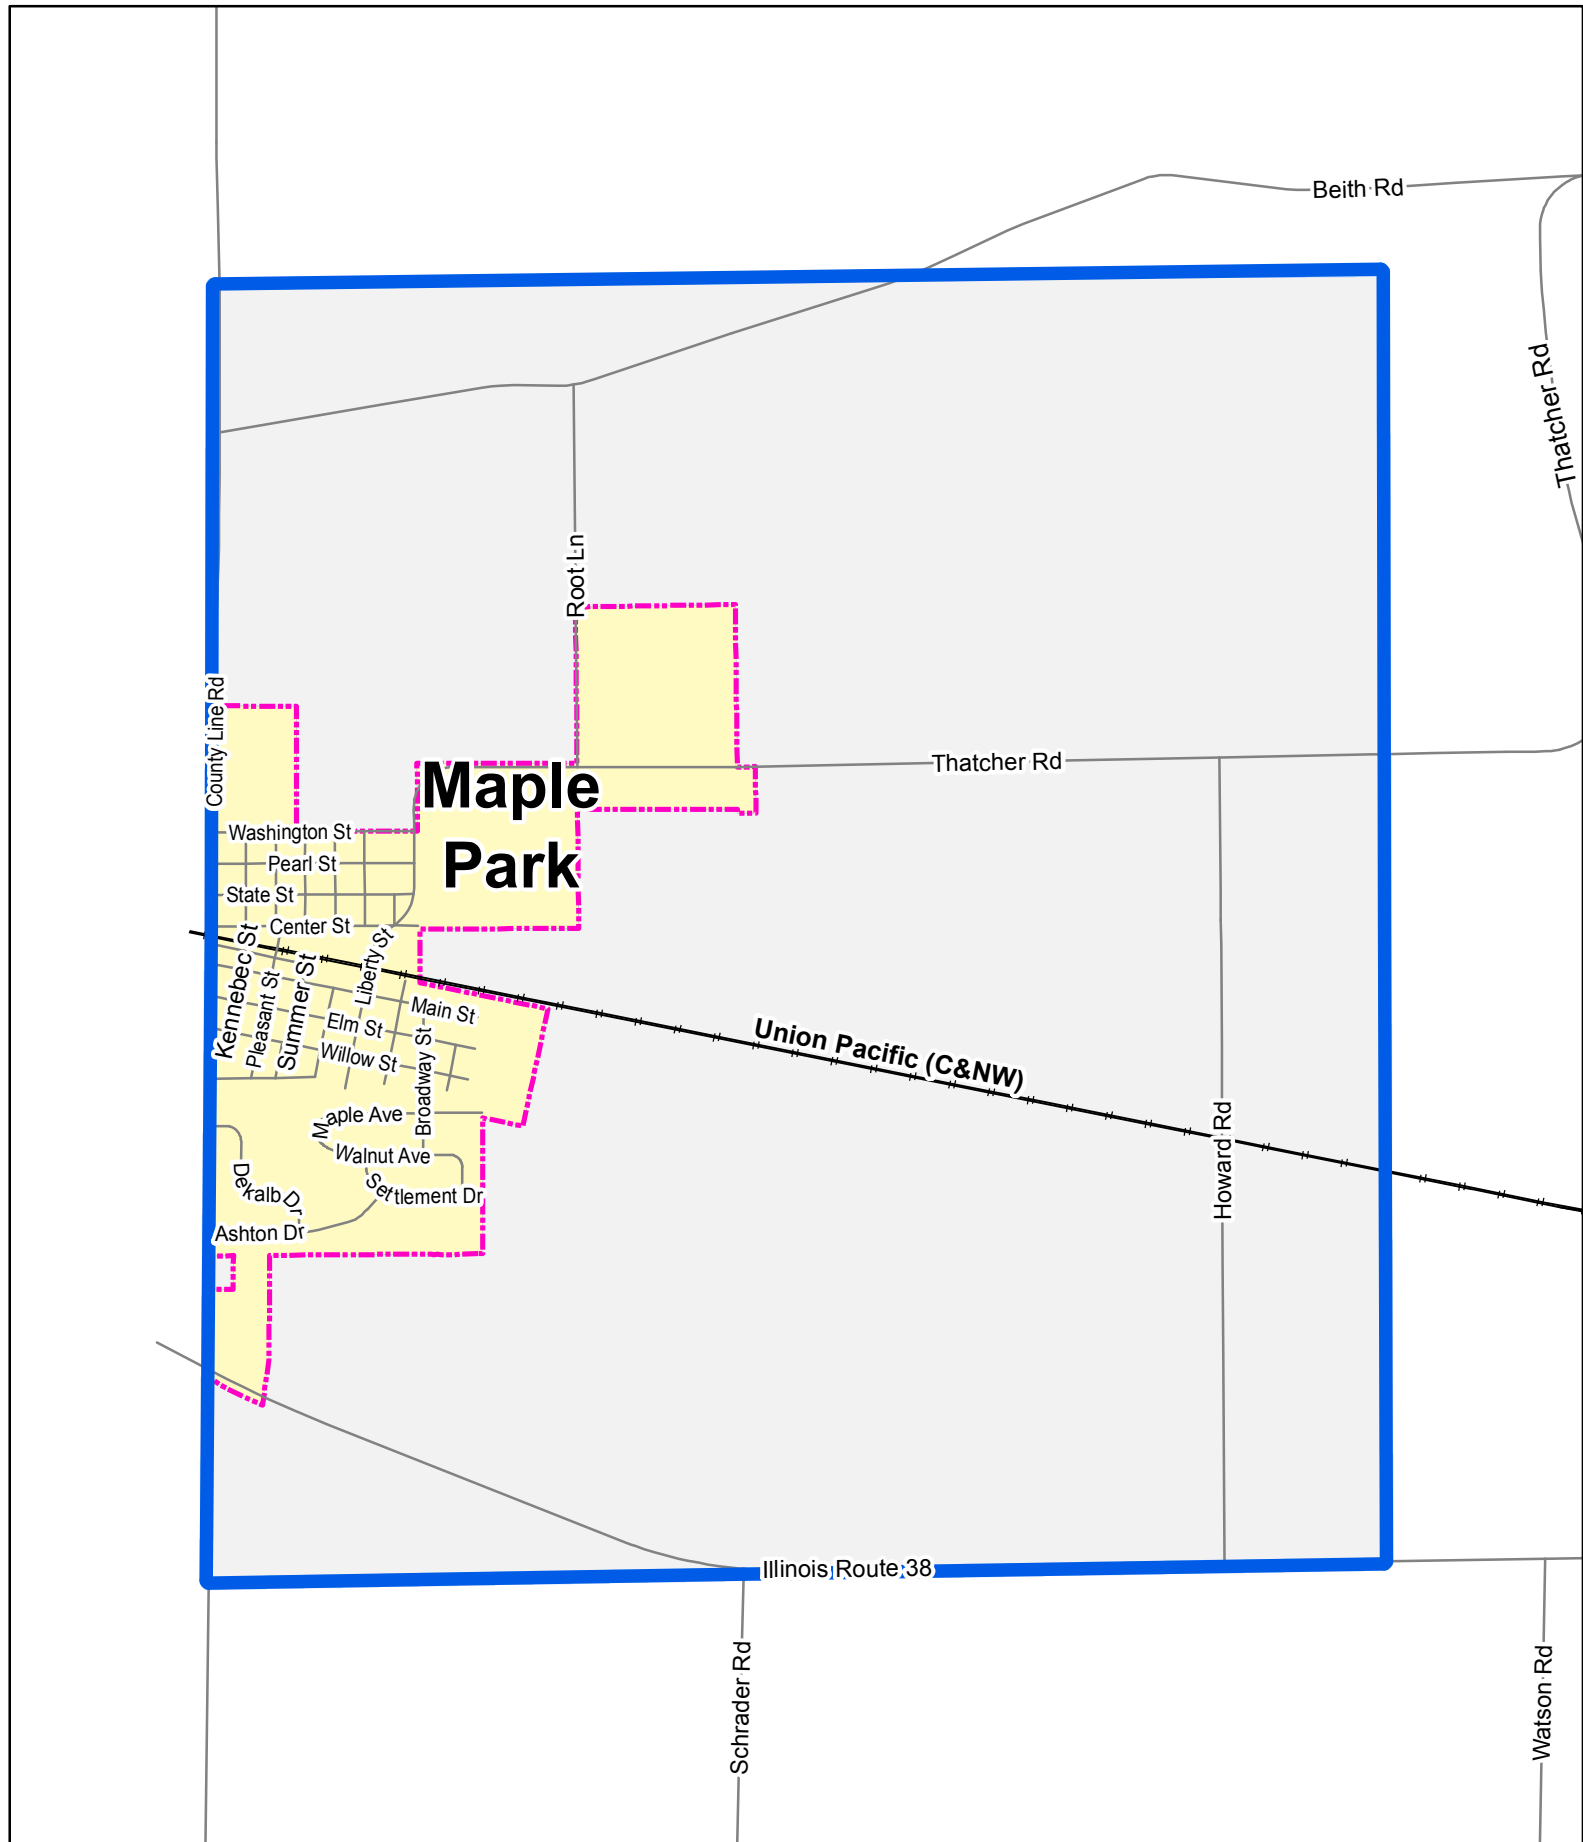 Beith Rd
Thatcher Rd
Root Ln
County Line Rd
Thatcher Rd
Maple
Park
Washington St
Pearl St
State St
Center St
Kennebec St
Pleasant St
Summer St
Liberty St
Main St
Elm St
Willow St
Broadway St
Union Pacific (C&NW)
Howard Rd
Maple Ave
Walnut Ave
Dekalb Dr
Settlement Dr
Ashton Dr
Illinois Route 38
Schrader Rd
Watson Rd